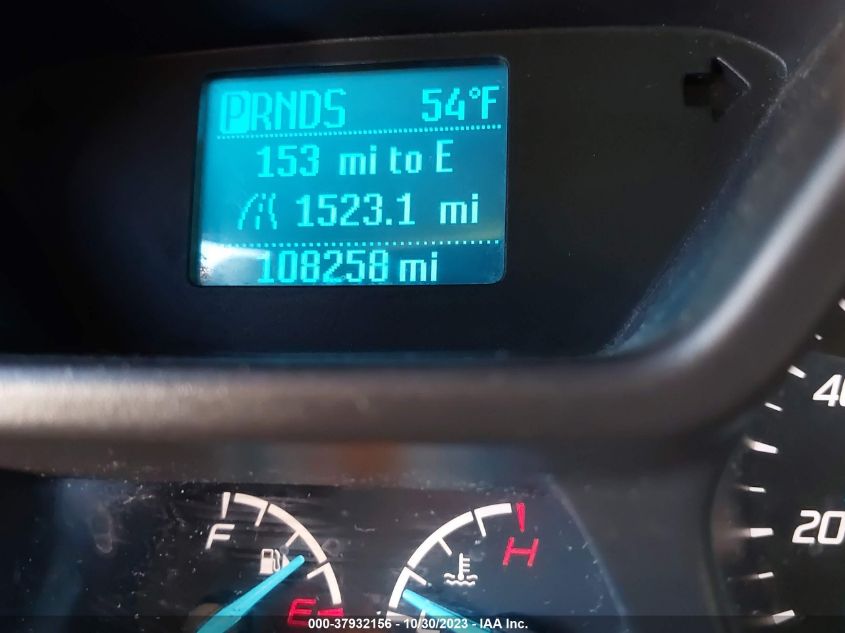 PRNDS 54°F
153 mi to E
1523.1 mi
108258 mi
40
F
H
20
E
000-37932156 - 10/30/2023 - IAA Inc.